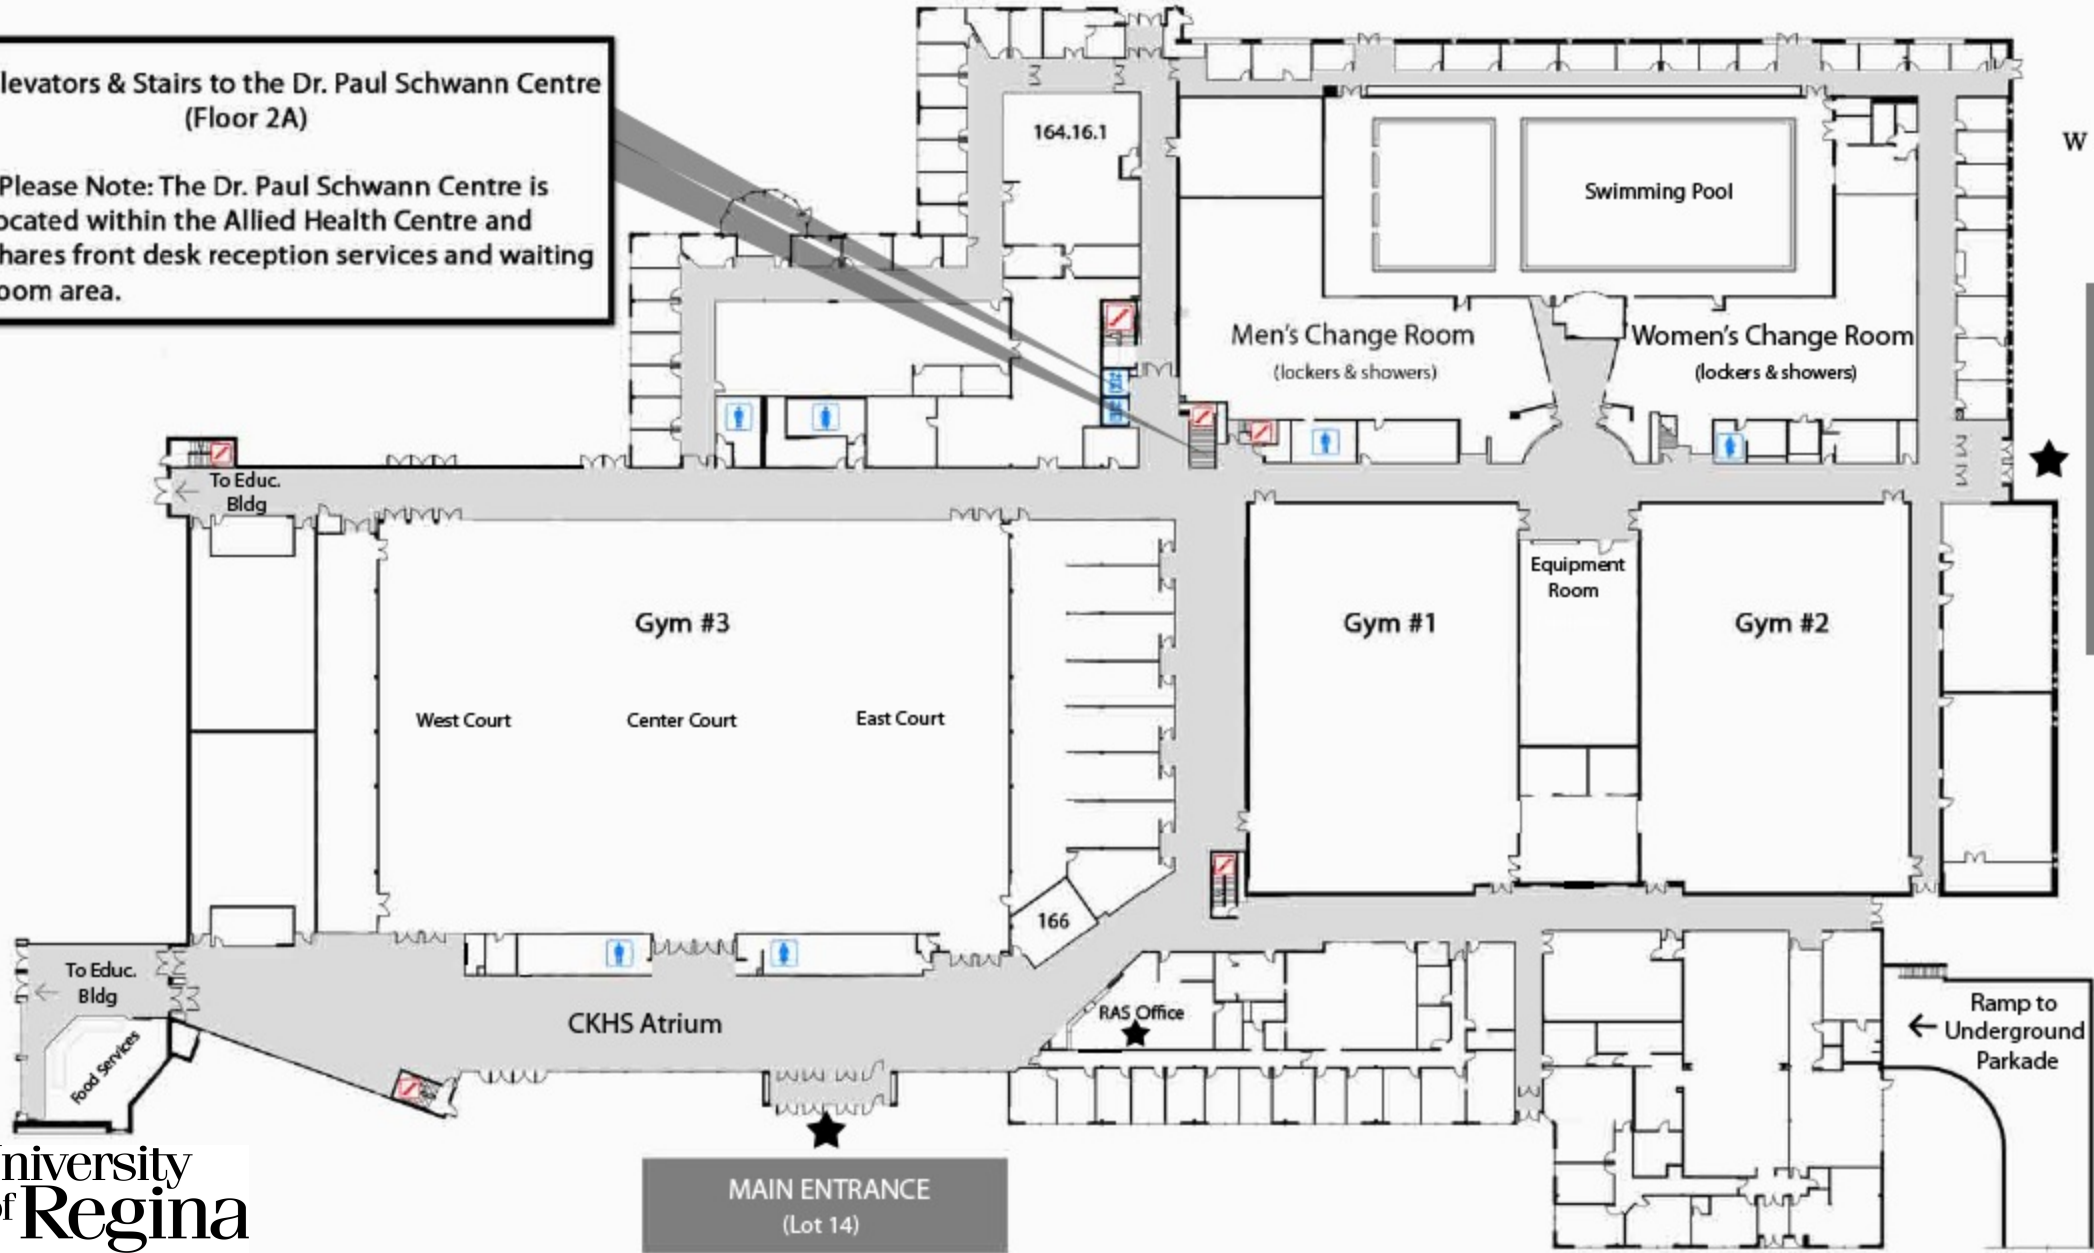 levators & Stairs to the Dr. Paul Schwann Centre
(Floor 2A)
Please Note: The Dr. Paul Schwann Centre is
ocated within the Allied Health Centre and
hares front desk reception services and waiting
oom area.
164.16.1
W
Swimming Pool
Men's Change Room
(lockers & showers)
Women's Change Room
(lockers & showers)
To Educ.
Bldg
Equipment
Room
Gym #3
Gym #1
Gym #2
West Court
Center Court
East Court
166
To Educ.
Bldg
CKHS Atrium
RAS Office
Ramp to
Underground
Parkade
Food Services
MAIN ENTRANCE
(Lot 14)
niversity
of Regina